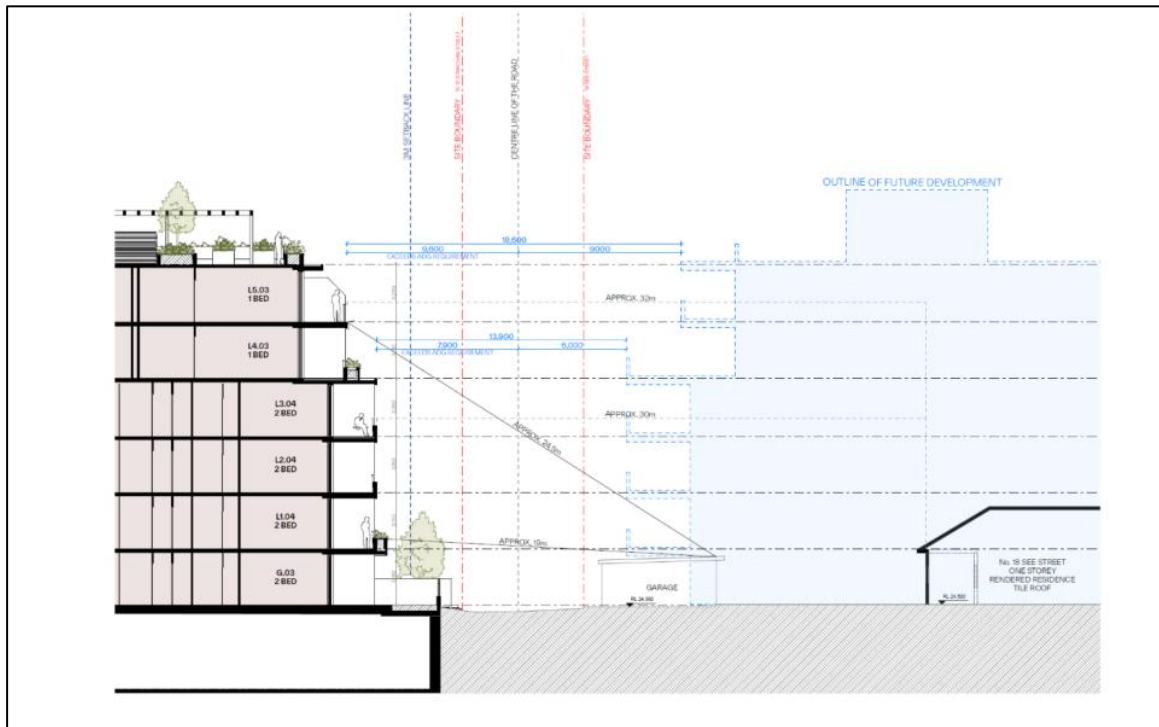 OUTLINE OF FUTURE DEVELOPMENT
3M SETBACK LINE
SITE BOUNDARY
CENTRE LINE OF THE ROAD
SITE BOUNDARY
18,600
9,600
9000
EXCEEDS ADG REQUIREMENT
L5.03
1 BED
APPROX. 32m
L4.03
1 BED
13,900
7,900
6,000
EXCEEDS ADG REQUIREMENT
L3.04
2 BED
APPROX. 30m
APPROX. 24.5m
L2.04
2 BED
L1.04
2 BED
APPROX. 19m
G.03
2 BED
GARAGE
No. 18 SEE STREET
ONE STOREY
RENDERED RESIDENCE
TILE ROOF